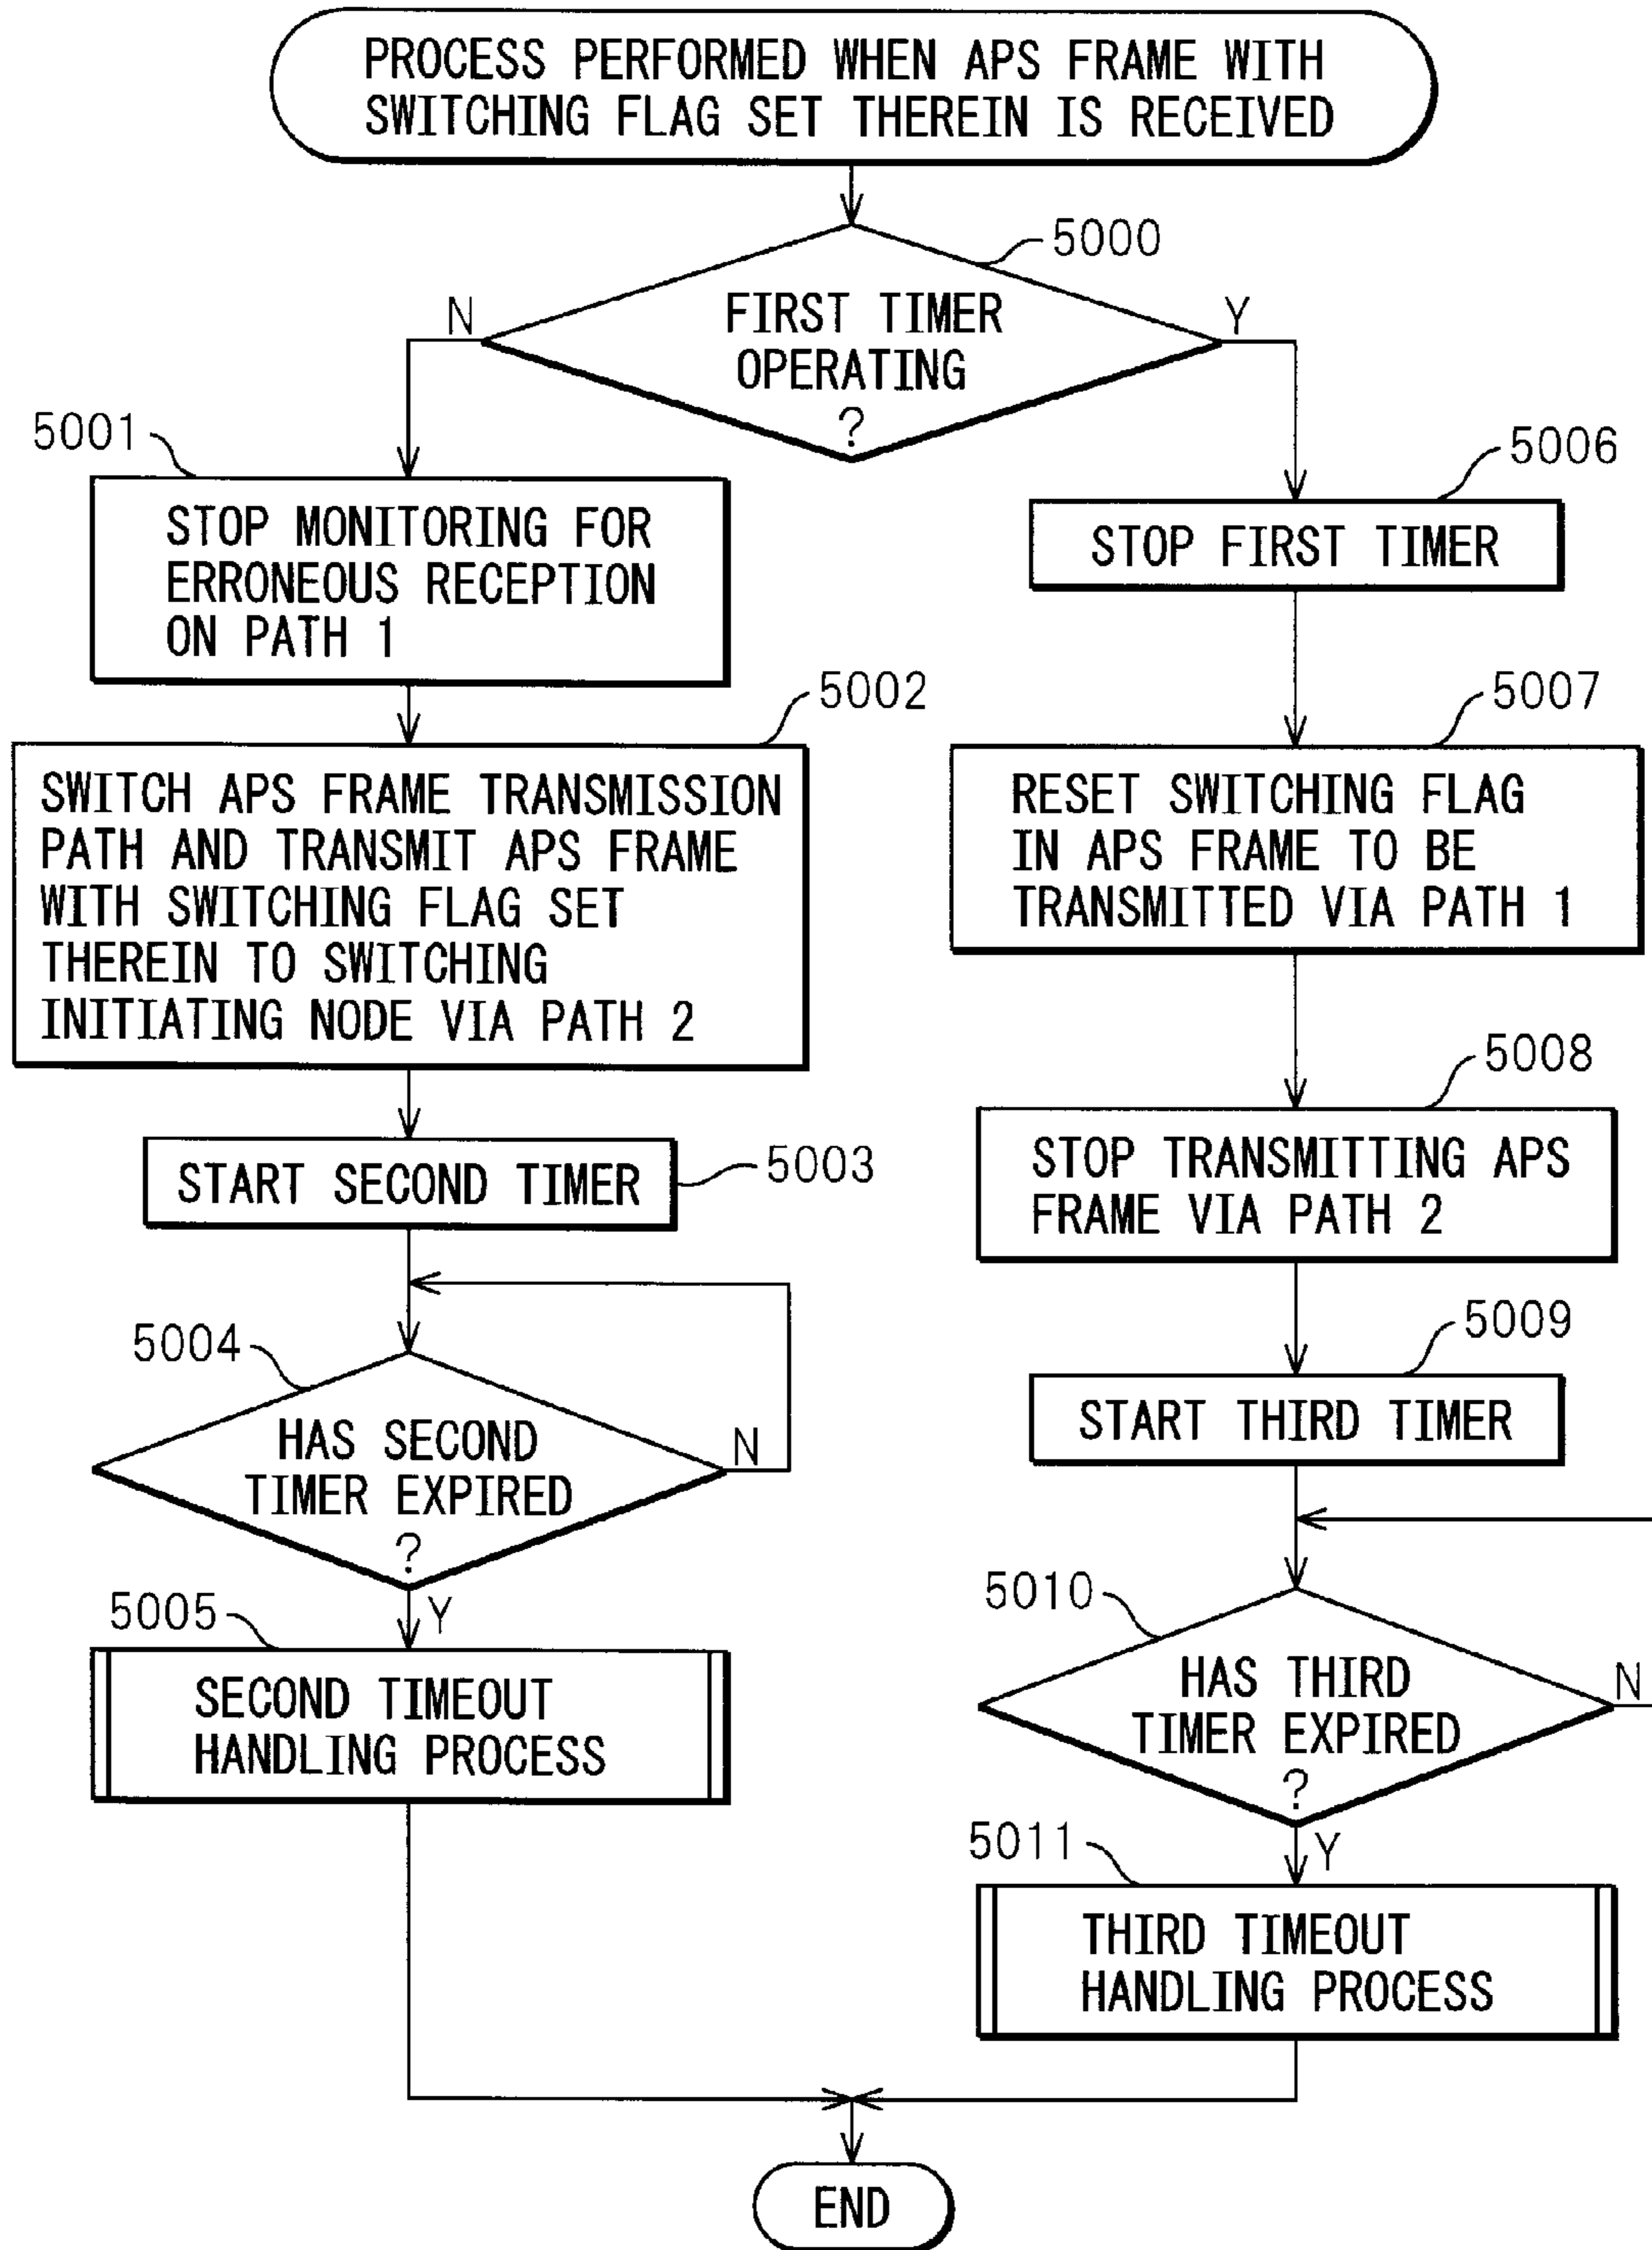 PROCESS PERFORMED WHEN APS FRAME WITH
SWITCHING FLAG SET THEREIN IS RECEIVED
5000
N
FIRST TIMER
OPERATING
?
Y
5001
STOP MONITORING FOR
ERRONEOUS RECEPTION
ON PATH 1
5002
SWITCH APS FRAME TRANSMISSION
PATH AND TRANSMIT APS FRAME
WITH SWITCHING FLAG SET
THEREIN TO SWITCHING
INITIATING NODE VIA PATH 2
START SECOND TIMER
5003
5004
HAS SECOND
TIMER EXPIRED
?
N
Y
5005
SECOND TIMEOUT
HANDLING PROCESS
5006
STOP FIRST TIMER
5007
RESET SWITCHING FLAG
IN APS FRAME TO BE
TRANSMITTED VIA PATH 1
5008
STOP TRANSMITTING APS
FRAME VIA PATH 2
5009
START THIRD TIMER
5010
HAS THIRD
TIMER EXPIRED
?
N
Y
5011
THIRD TIMEOUT
HANDLING PROCESS
END